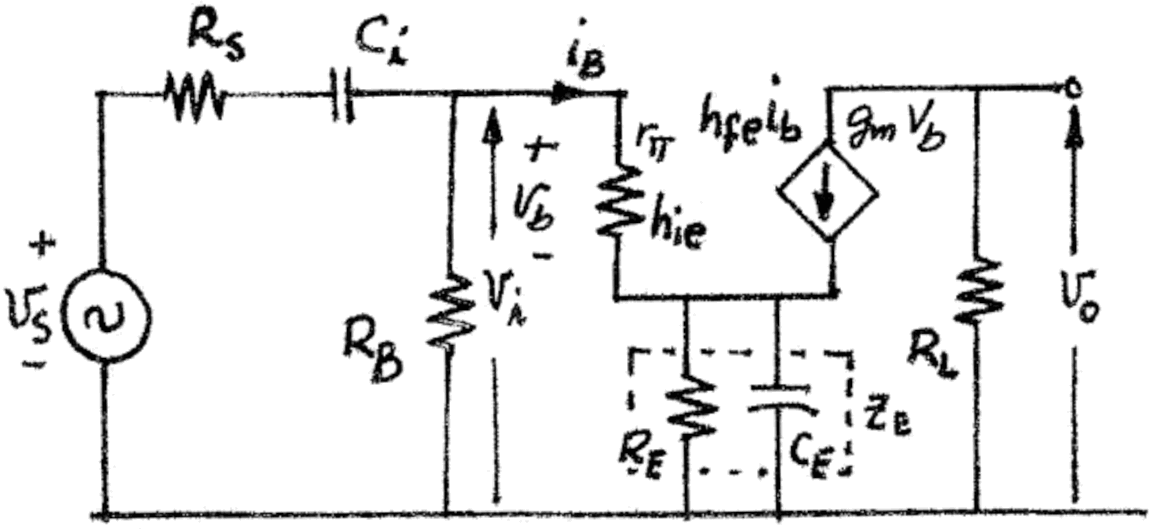 R_S
C_i
i_B
+
V_b
-
r_π
h_ie
h_fe i_b
g_m V_b
+
V_S
-
R_B
V_i
R_E
C_E
Z_E
R_L
V_o